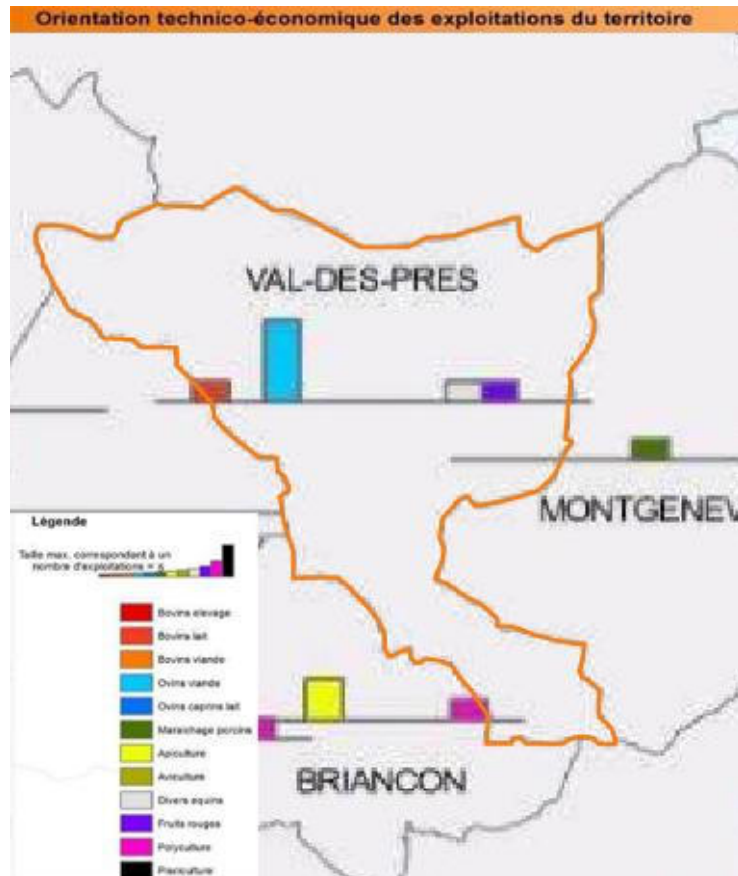 Orientation technico-économique des exploitations du territoire
VAL-DES-PRES
MONTGENEV
Légende
Taille max. correspondant à un
nombre d'exploitations =
Bovins elevage
Bovins lait
Bovins viande
Ovins viande
Ovins caprins lait
Maraichage porcins
Apiculture
Aviculture
Divers equins
Fruits rouges
Polyculture
Pisciculture
BRIANCON